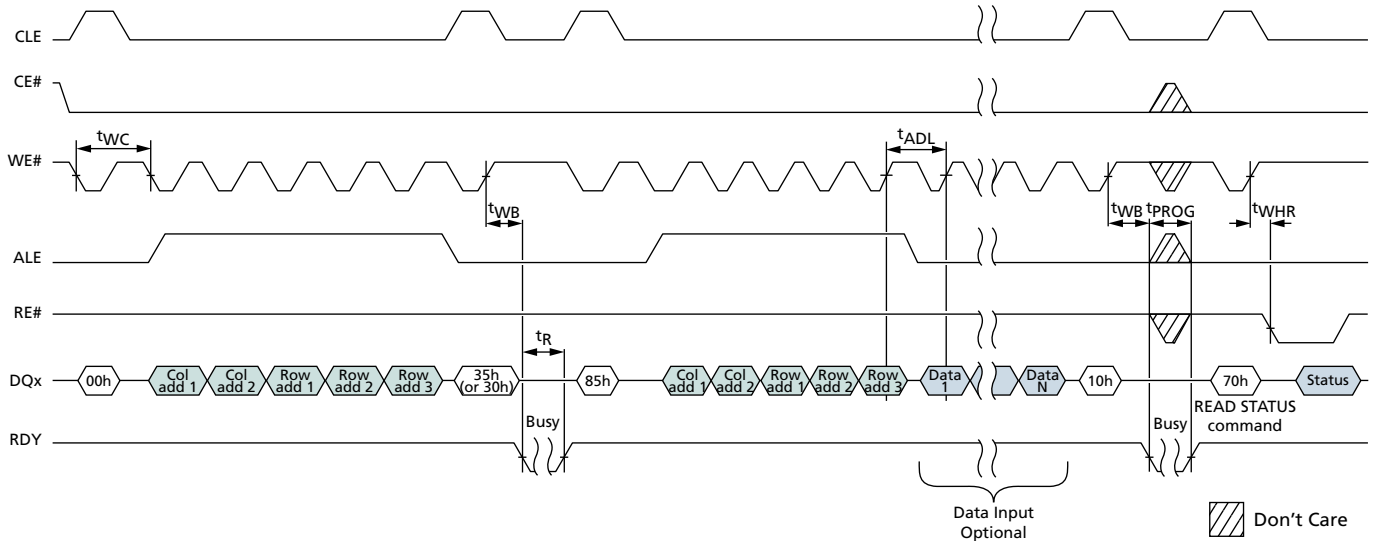 CLE
CE#
tWC
tADL
WE#
tWB
tWB
tPROG
tWHR
ALE
RE#
tR
DQx
00h
Col
add 1
Col
add 2
Row
add 1
Row
add 2
Row
add 3
35h
(or 30h)
85h
Col
add 1
Col
add 2
Row
add 1
Row
add 2
Row
add 3
Data
1
Data
N
10h
70h
Status
READ STATUS
command
Busy
Busy
RDY
Data Input
Optional
Don't Care